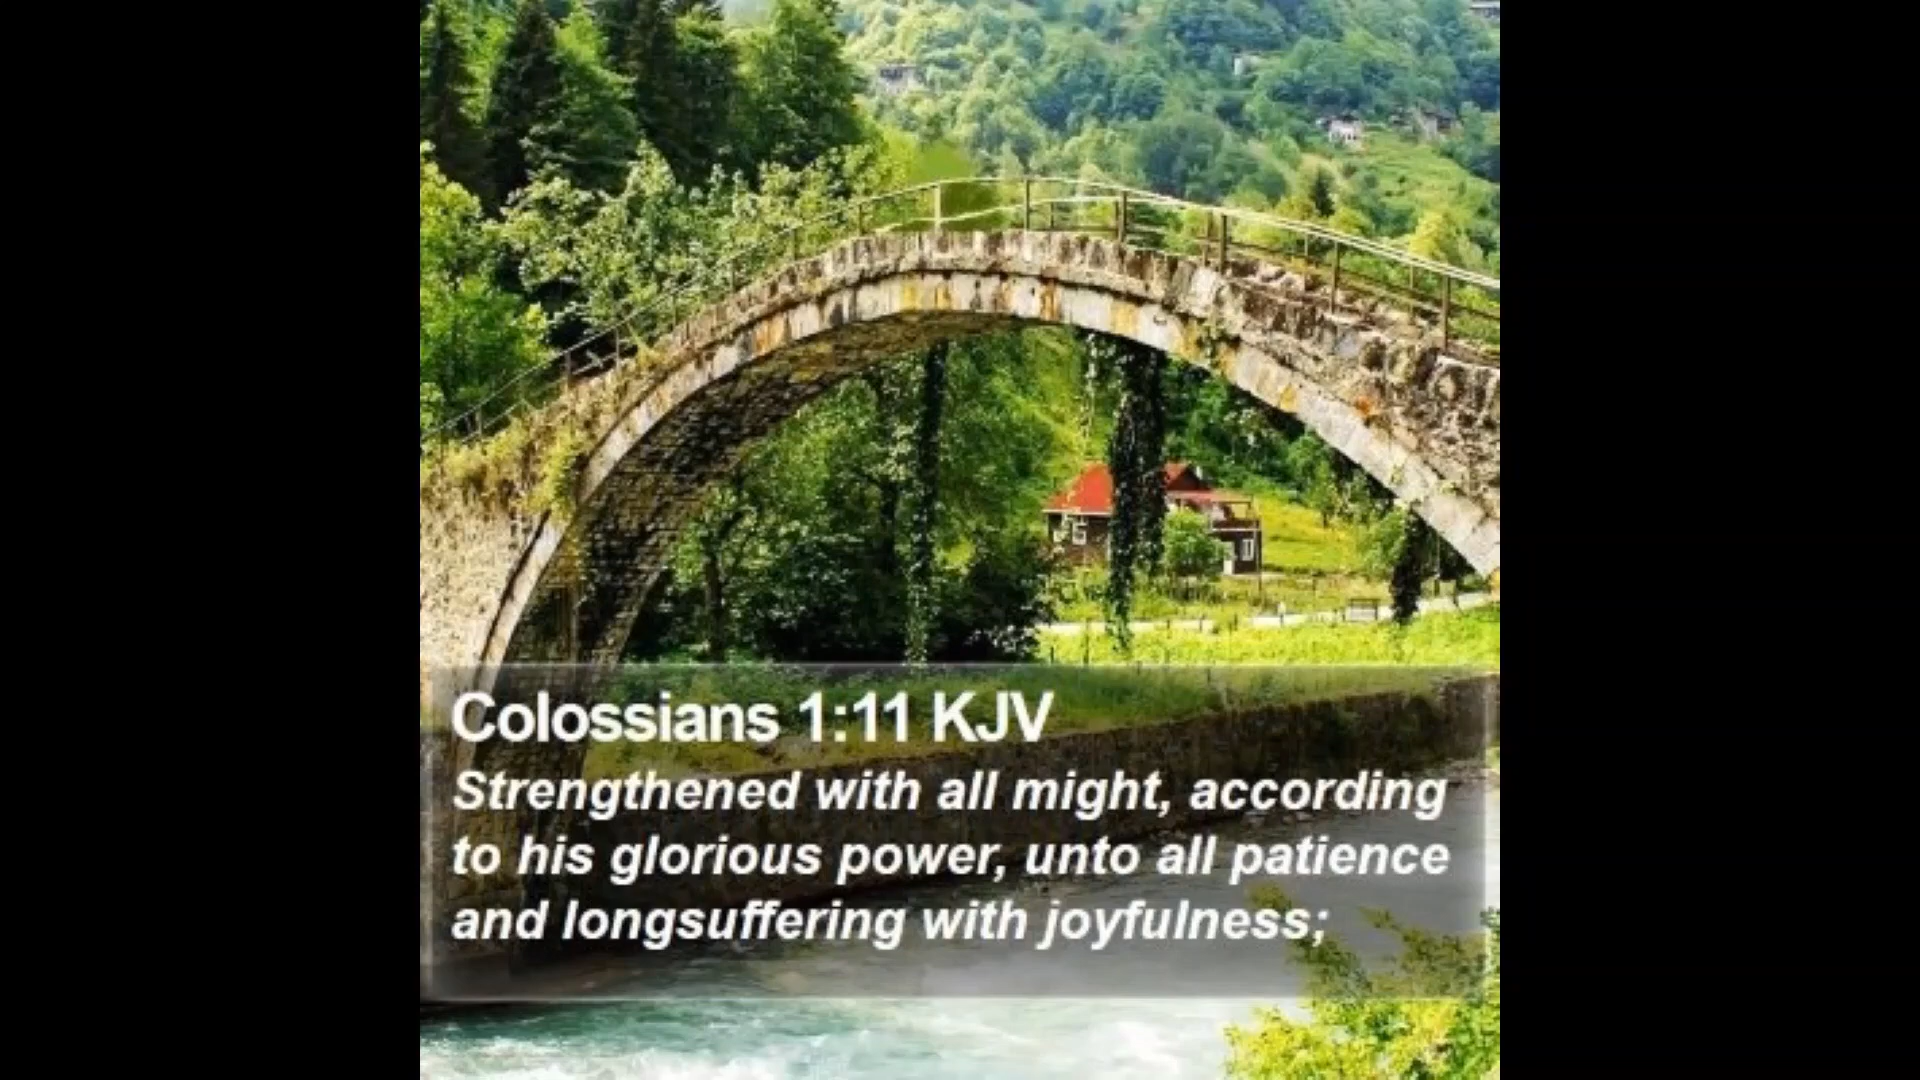 Colossians 1:11 KJV
Strengthened with all might, according
to his glorious power, unto all patience
and longsuffering with joyfulness;